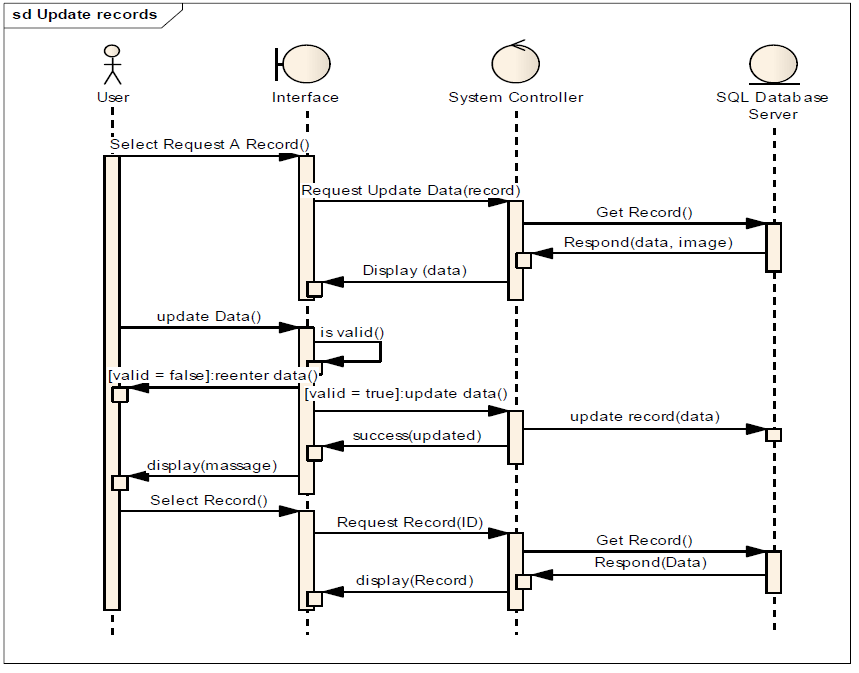 sd Update records
User
Interface
System Controller
SQL Database
Server
Select Request A Record()
Request Update Data(record)
Get Record()
Respond(data, image)
Display (data)
update Data()
is valid()
[valid = false]:reenter data()
[valid = true]:update data()
update record(data)
success(updated)
display(massage)
Select Record()
Request Record(ID)
Get Record()
Respond(Data)
display(Record)